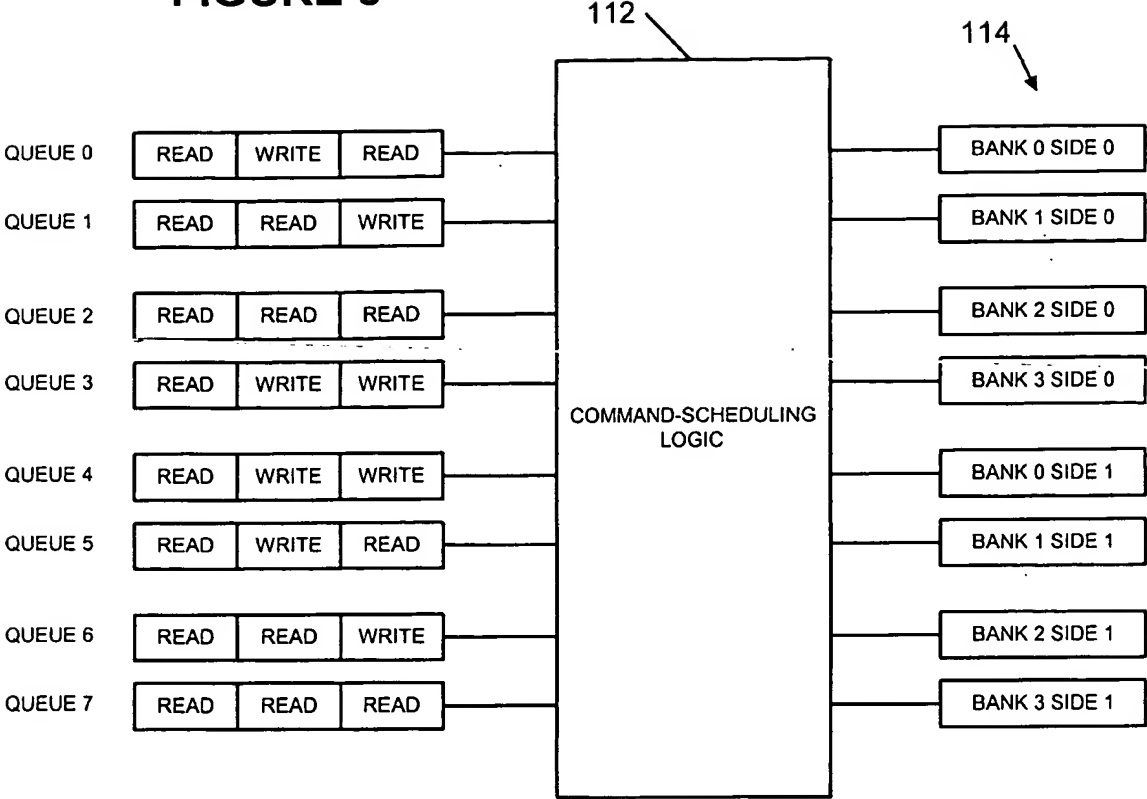 112
114
QUEUE 0 READ WRITE READ BANK 0 SIDE 0
QUEUE 1 READ READ WRITE BANK 1 SIDE 0
QUEUE 2 READ READ READ BANK 2 SIDE 0
QUEUE 3 READ WRITE WRITE BANK 3 SIDE 0
COMMAND-SCHEDULING
LOGIC
QUEUE 4 READ WRITE WRITE BANK 0 SIDE 1
QUEUE 5 READ WRITE READ BANK 1 SIDE 1
QUEUE 6 READ READ WRITE BANK 2 SIDE 1
QUEUE 7 READ READ READ BANK 3 SIDE 1